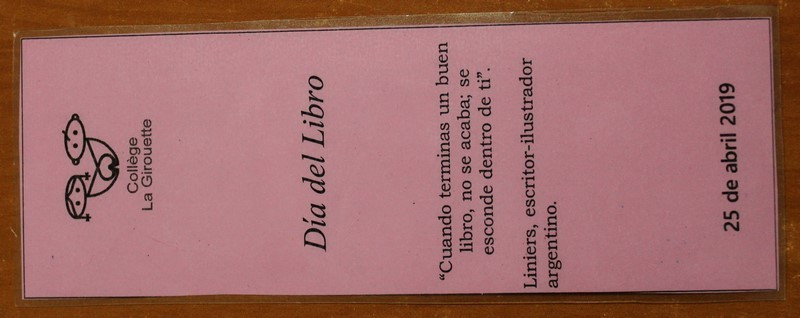 Collège
La Girouette
Día del Libro
“Cuando terminas un buen
libro, no se acaba; se
esconde dentro de ti”.
Liniers, escritor-ilustrador
argentino.
25 de abril 2019